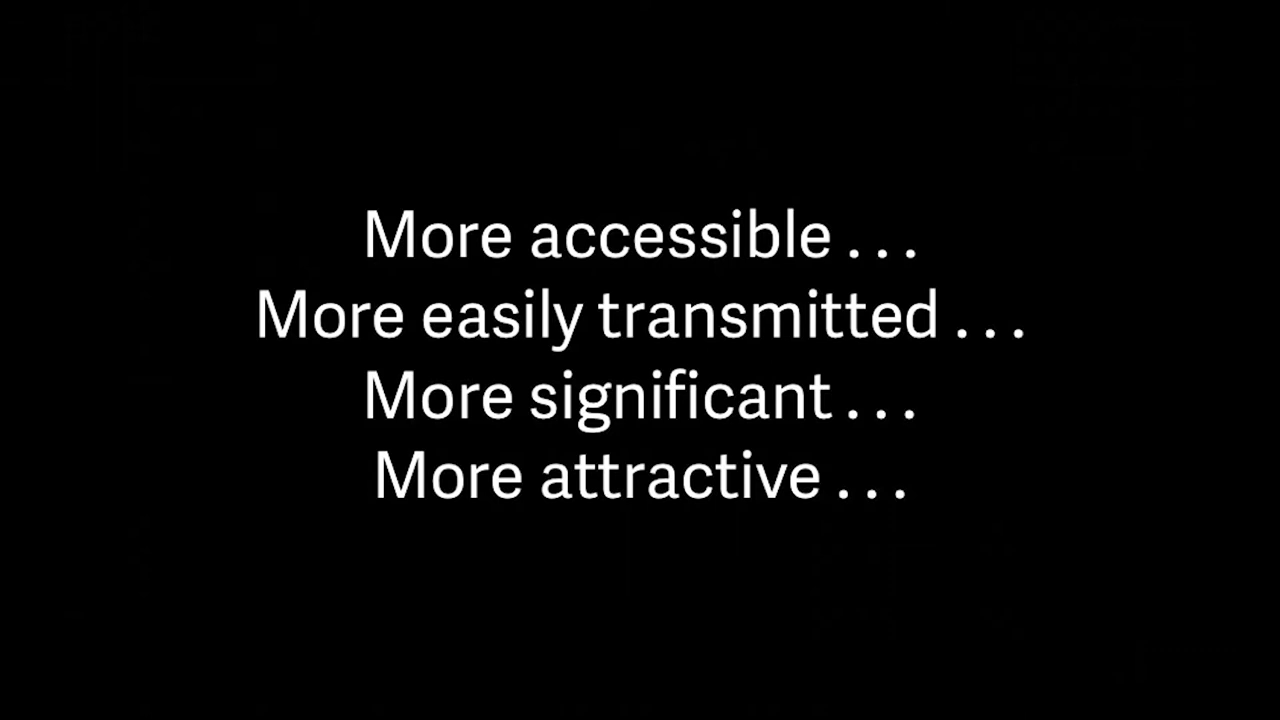 More accessible . . .
More easily transmitted . . .
More significant . . .
More attractive . . .